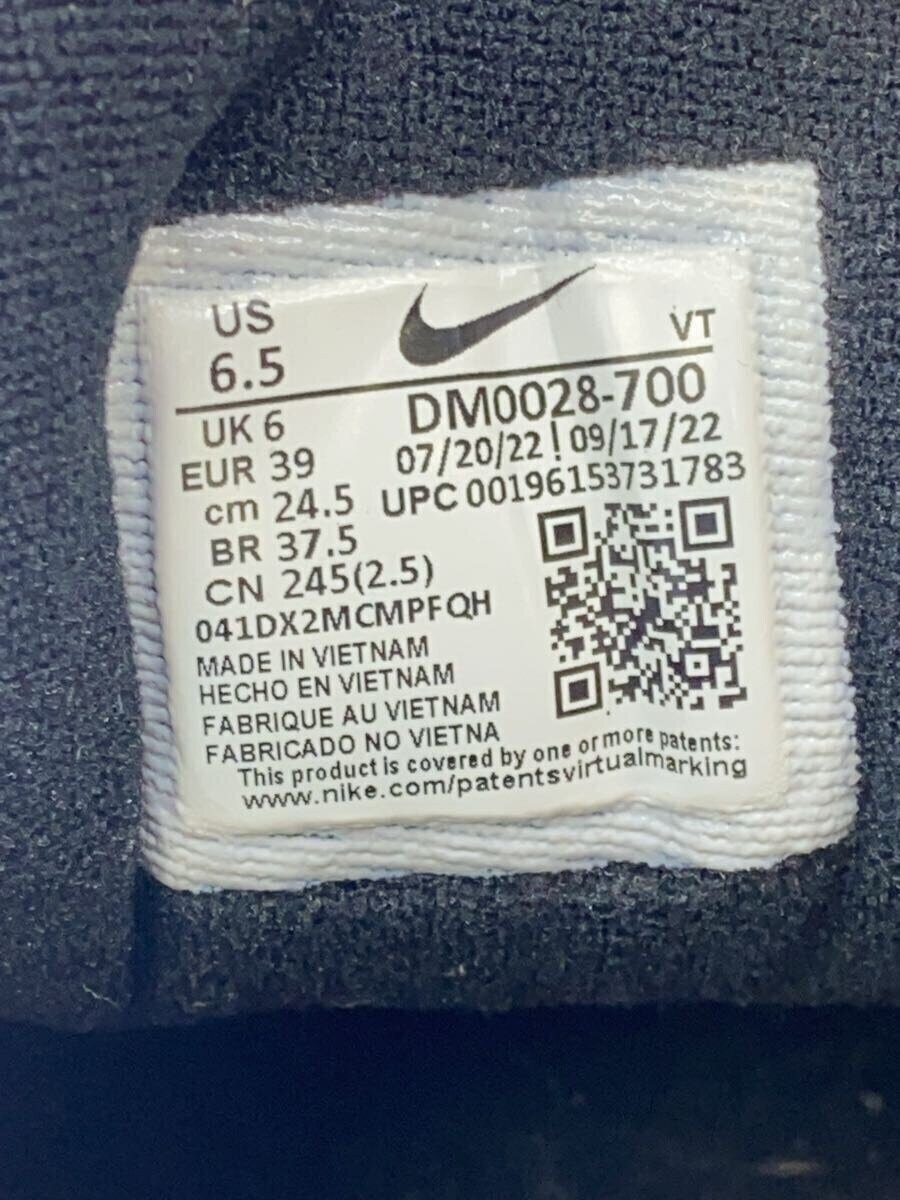 US
6.5
VT
UK 6
EUR 39
cm 24.5
BR 37.5
CN 245(2.5)
DM0028-700
07/20/22 ! 09/17/22
UPC 00196153731783
041DX2MCMPFQH
MADE IN VIETNAM
HECHO EN VIETNAM
FABRIQUE AU VIETNAM
FABRICADO NO VIETNA
This product is covered by one or more patents:
www.nike.com/patentsvirtualmarking